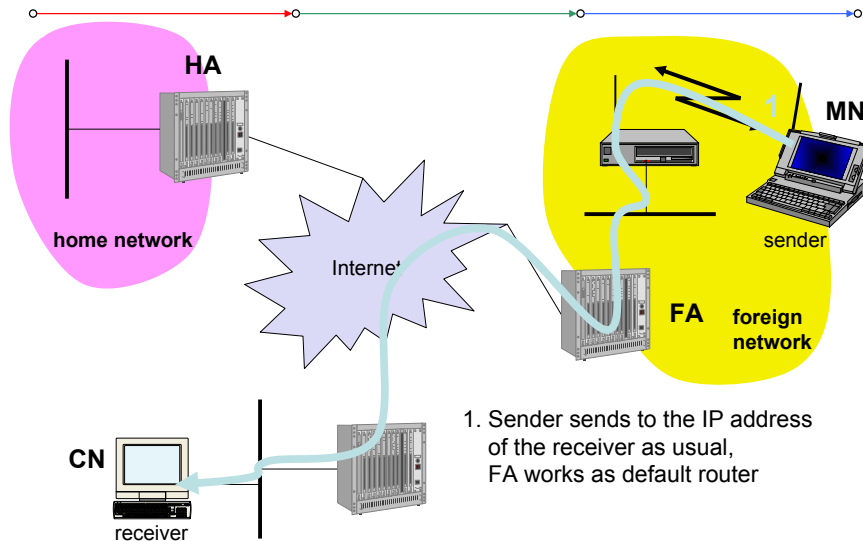 HA
1
MN
home network
Internet
sender
FA
foreign
network
CN
receiver
1. Sender sends to the IP address
of the receiver as usual,
FA works as default router